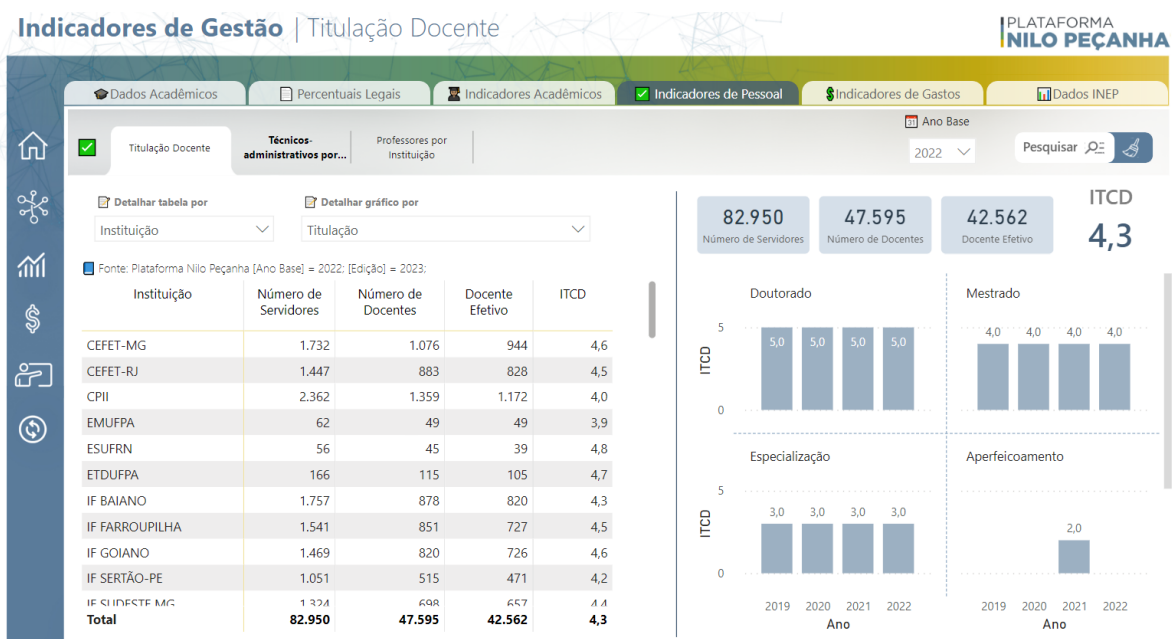 Indicadores de Gestão | Titulação Docente
PLATAFORMA
NILO PEÇANHA
Dados Acadêmicos
Percentuais Legais
Indicadores Acadêmicos
Indicadores de Pessoal
Indicadores de Gastos
Dados INEP
Titulação Docente
Técnicos-
administrativos por...
Professores por
Instituição
Ano Base
2022
Pesquisar
Detalhar tabela por
Instituição
Detalhar gráfico por
Titulação
Fonte: Plataforma Nilo Peçanha [Ano Base] = 2022; [Edição] = 2023;
Instituição Número de Servidores Número de Docentes Docente Efetivo ITCD
CEFET-MG 1.732 1.076 944 4,6
CEFET-RJ 1.447 883 828 4,5
CPII 2.362 1.359 1.172 4,0
EMUFPA 62 49 49 3,9
ESUFRN 56 45 39 4,8
ETDUFPA 166 115 105 4,7
IF BAIANO 1.757 878 820 4,3
IF FARROUPILHA 1.541 851 727 4,5
IF GOIANO 1.469 820 726 4,6
IF SERTÃO-PE 1.051 515 471 4,2
IF SUDESTE MG 1.324 698 657 4,4
Total 82.950 47.595 42.562 4,3
82.950
Número de Servidores
47.595
Número de Docentes
42.562
Docente Efetivo
ITCD
4,3
Doutorado
ITCD
5
0
5,0 5,0 5,0 5,0
Mestrado
4,0 4,0 4,0 4,0
Especialização
ITCD
5
0
3,0 3,0 3,0 3,0
2019 2020 2021 2022
Ano
Aperfeicoamento
2,0
2019 2020 2021 2022
Ano